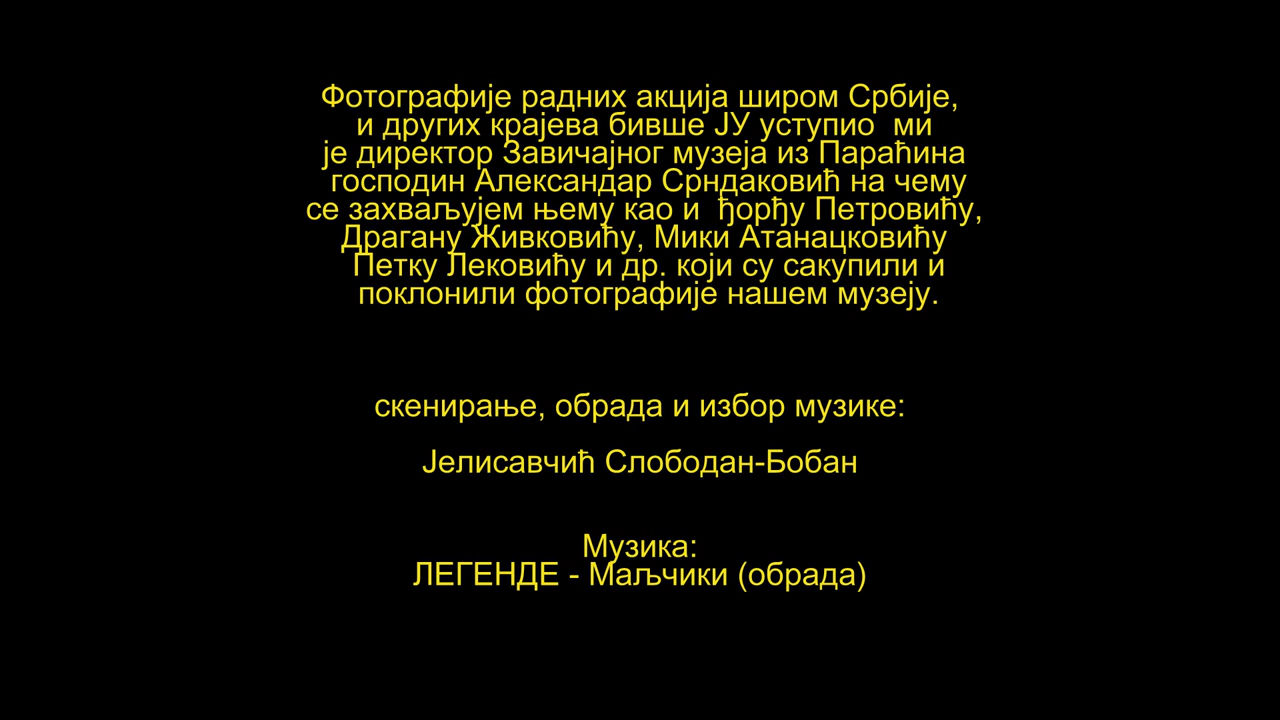 Фотографије радних акција широм Србије,
и других крајева бивше ЈУ уступио  ми
је директор Завичајног музеја из Параћина
господин Александар Срндаковић на чему
се захваљујем њему као и  ђорђу Петровићу,
Драгану Живковићу, Мики Атанацковићу
Петку Лековићу и др. који су сакупили и
поклонили фотографије нашем музеју.
скенирање, обрада и избор музике:
Јелисавчић Слободан-Бобан
Музика:
ЛЕГЕНДЕ - Маљчики (обрада)